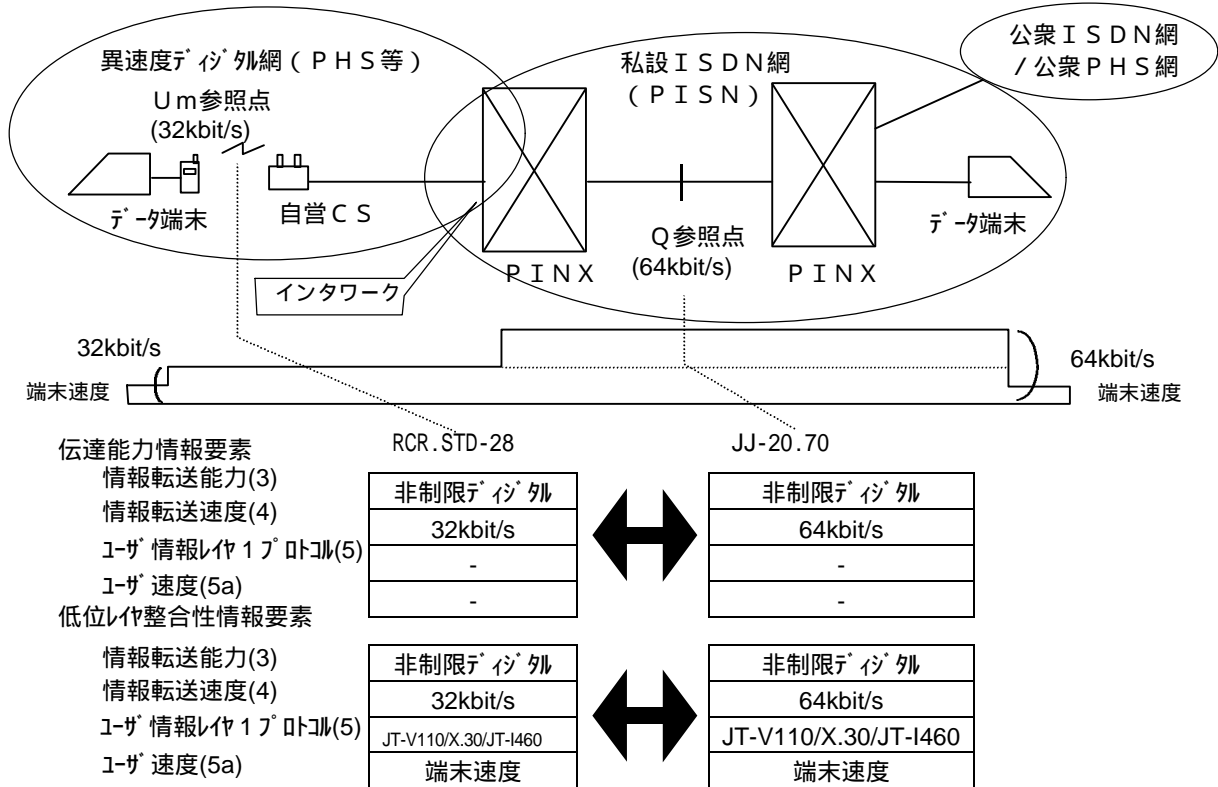 異速度ﾃﾞｨｼﾞﾀﾙ網（ＰＨＳ等）
Ｕｍ参照点
(32kbit/s)
データ端末
自営ＣＳ
私設ＩＳＤＮ網
（ＰＩＳＮ）
公衆ＩＳＤＮ網
/公衆ＰＨＳ網
Ｑ参照点
(64kbit/s)
ＰＩＮＸ
ＰＩＮＸ
ﾃﾞｰﾀ端末
インタワーク
32kbit/s
端末速度
64kbit/s
端末速度
RCR.STD-28
JJ-20.70
伝達能力情報要素
情報転送能力(3)
非制限ﾃﾞｨｼﾞﾀﾙ
非制限ﾃﾞｨｼﾞﾀﾙ
情報転送速度(4)
32kbit/s
64kbit/s
ﾕｰｻﾞ情報ﾚｲﾔ１ﾌﾟﾛﾄｺﾙ(5)
-
-
ﾕｰｻﾞ速度(5a)
-
-
低位ﾚｲﾔ整合性情報要素
情報転送能力(3)
非制限ﾃﾞｨｼﾞﾀﾙ
非制限ﾃﾞｨｼﾞﾀﾙ
情報転送速度(4)
32kbit/s
64kbit/s
ﾕｰｻﾞ情報ﾚｲﾔ１ﾌﾟﾛﾄｺﾙ(5)
JT-V110/X.30/JT-I460
JT-V110/X.30/JT-I460
ﾕｰｻﾞ速度(5a)
端末速度
端末速度